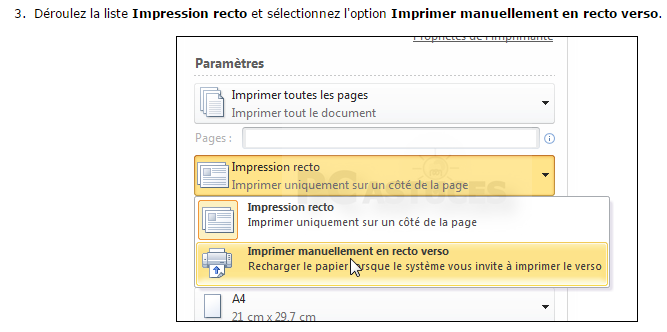 3. Déroulez la liste Impression recto et sélectionnez l'option Imprimer manuellement en recto verso.
Propriétés de l'imprimante
Paramètres
Imprimer toutes les pages
Imprimer tout le document
Pages :
Impression recto
Imprimer uniquement sur un côté de la page
PC ASTUCES
Impression recto
Imprimer uniquement sur un côté de la page
Imprimer manuellement en recto verso
Recharger le papier lorsque le système vous invite à imprimer le verso
A4
21 cm x 29,7 cm